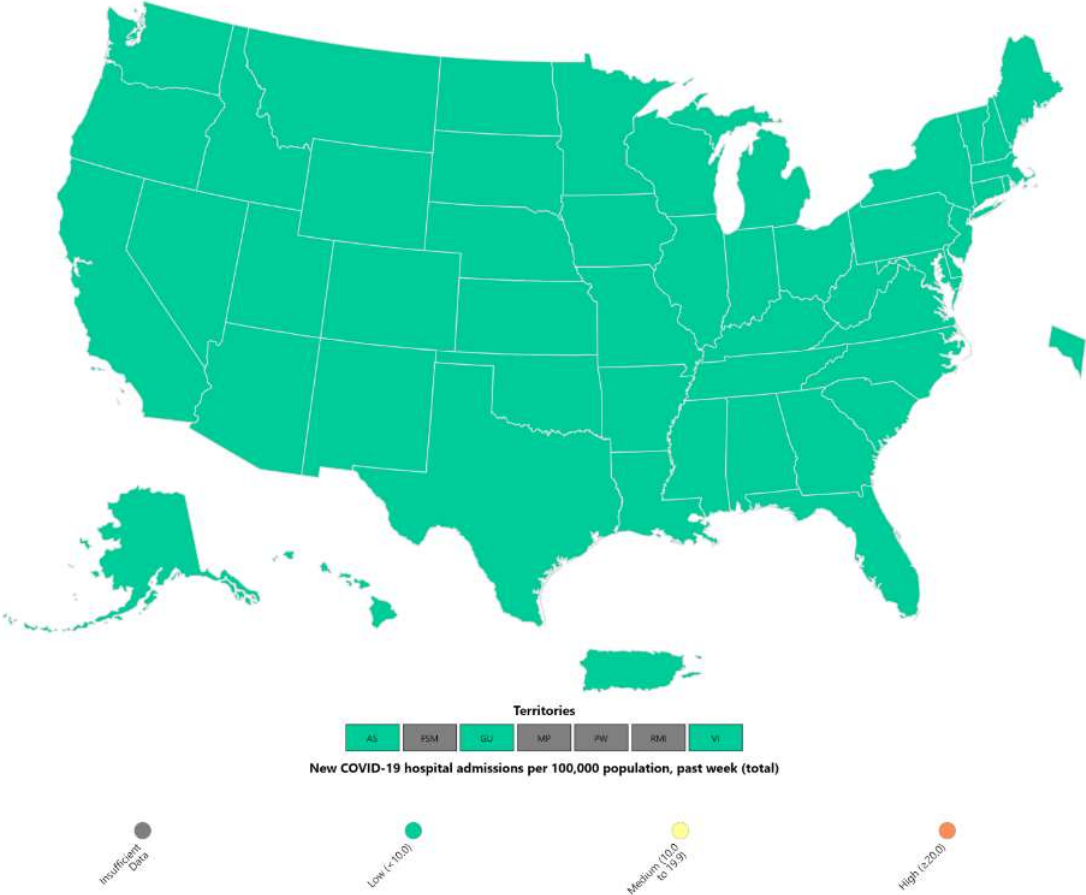 Territories
AS FSM GU MP PW RMI VI
New COVID-19 hospital admissions per 100,000 population, past week (total)
Insufficient
Data
Low (<10.0)
Medium (10.0
to 19.9)
High (≥20.0)